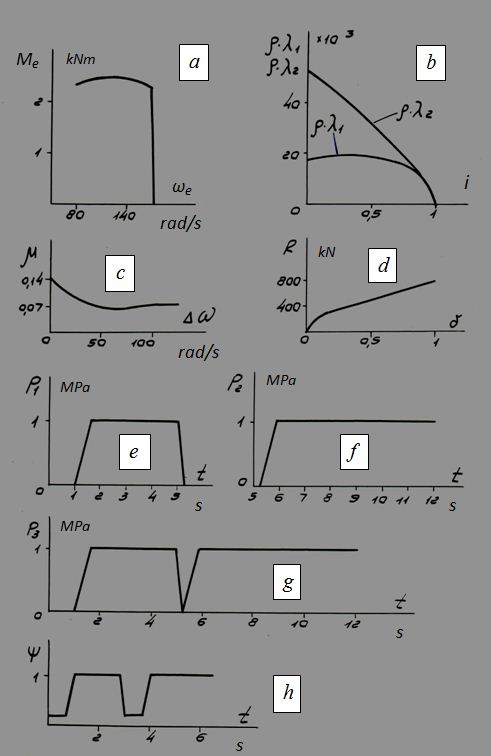 Mₑ kNm a
2
1
ωₑ
80 140
rad/s
ρ·λ₁ ×10³
ρ·λ₂ b
40
ρ·λ₂
ρ·λ₁
20
0 0,5 1 i
μ c
0,14
0,07
Δω
0 50 100
rad/s
R kN d
800
400
0 0,5 1 δ
P₁ MPa
1
e
t
0 1 2 3 4 5
s
P₂ MPa
1
f
t
0
5 6 7 8 9 10 11 12
s
P₃ MPa
1
g
t
0
2 4 6 8 10 12
s
Ψ
1
h
t
2 4 6
s